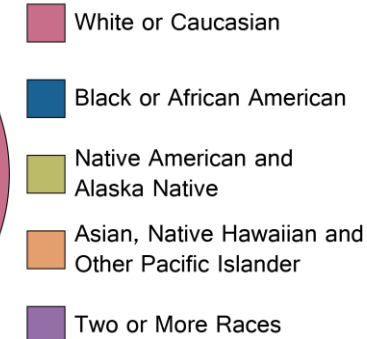 White or Caucasian
Black or African American
Native American and
Alaska Native
Asian, Native Hawaiian and
Other Pacific Islander
Two or More Races